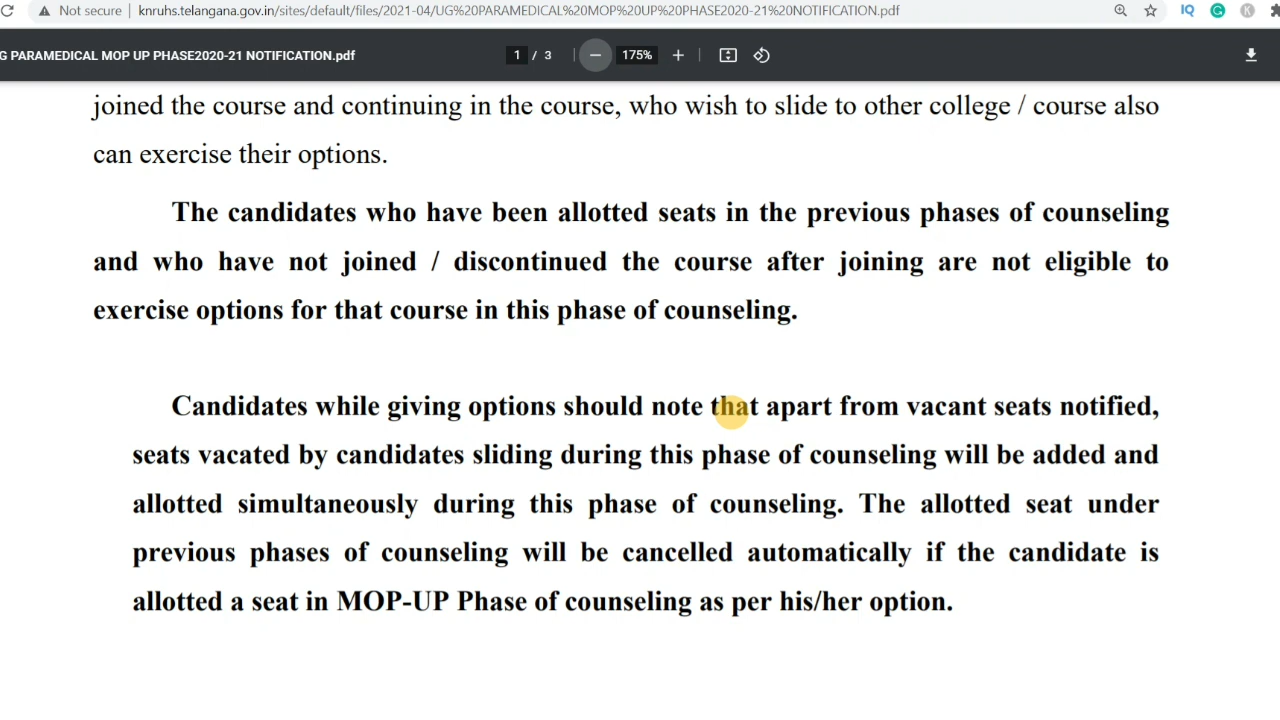 Not secure | knruhs.telangana.gov.in/sites/default/files/2021-04/UG%20PARAMEDICAL%20MOP%20UP%20PHASE2020-21%20NOTIFICATION.pdf
G PARAMEDICAL MOP UP PHASE2020-21 NOTIFICATION.pdf 1 / 3 175%
joined the course and continuing in the course, who wish to slide to other college / course also
can exercise their options.
The candidates who have been allotted seats in the previous phases of counseling
and who have not joined / discontinued the course after joining are not eligible to
exercise options for that course in this phase of counseling.
Candidates while giving options should note that apart from vacant seats notified,
seats vacated by candidates sliding during this phase of counseling will be added and
allotted simultaneously during this phase of counseling. The allotted seat under
previous phases of counseling will be cancelled automatically if the candidate is
allotted a seat in MOP-UP Phase of counseling as per his/her option.